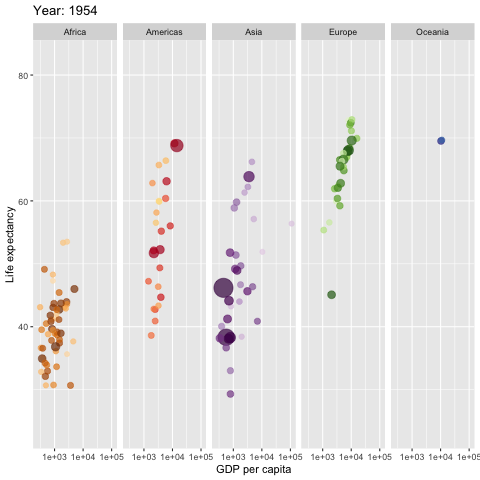 Year: 1954
Africa Americas Asia Europe Oceania
80
60
40
1e+03 1e+04 1e+05 1e+03 1e+04 1e+05 1e+03 1e+04 1e+05 1e+03 1e+04 1e+05 1e+03 1e+04 1e+05
GDP per capita
Life expectancy